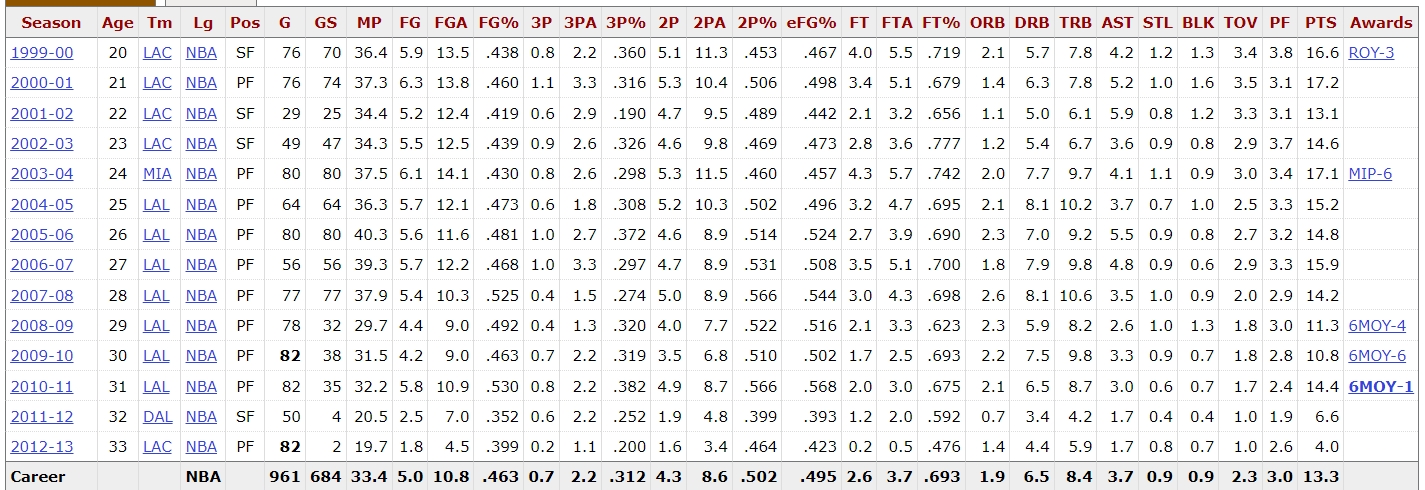 Season Age Tm Lg Pos G GS MP FG FGA FG% 3P 3PA 3P% 2P 2PA 2P% eFG% FT FTA FT% ORB DRB TRB AST STL BLK TOV PF PTS Awards
1999-00 20 LAC NBA SF 76 70 36.4 5.9 13.5 .438 0.8 2.2 .360 5.1 11.3 .453 .467 4.0 5.5 .719 2.1 5.7 7.8 4.2 1.2 1.3 3.4 3.8 16.6 ROY-3
2000-01 21 LAC NBA PF 76 74 37.3 6.3 13.8 .460 1.1 3.3 .316 5.3 10.4 .506 .498 3.4 5.1 .679 1.4 6.3 7.8 5.2 1.0 1.6 3.5 3.1 17.2
2001-02 22 LAC NBA SF 29 25 34.4 5.2 12.4 .419 0.6 2.9 .190 4.7 9.5 .489 .442 2.1 3.2 .656 1.1 5.0 6.1 5.9 0.8 1.2 3.3 3.1 13.1
2002-03 23 LAC NBA SF 49 47 34.3 5.5 12.5 .439 0.9 2.6 .326 4.6 9.8 .469 .473 2.8 3.6 .777 1.2 5.4 6.7 3.6 0.9 0.8 2.9 3.7 14.6
2003-04 24 MIA NBA PF 80 80 37.5 6.1 14.1 .430 0.8 2.6 .298 5.3 11.5 .460 .457 4.3 5.7 .742 2.0 7.7 9.7 4.1 1.1 0.9 3.0 3.4 17.1 MIP-6
2004-05 25 LAL NBA PF 64 64 36.3 5.7 12.1 .473 0.6 1.8 .308 5.2 10.3 .502 .496 3.2 4.7 .695 2.1 8.1 10.2 3.7 0.7 1.0 2.5 3.3 15.2
2005-06 26 LAL NBA PF 80 80 40.3 5.6 11.6 .481 1.0 2.7 .372 4.6 8.9 .514 .524 2.7 3.9 .690 2.3 7.0 9.2 5.5 0.9 0.8 2.7 3.2 14.8
2006-07 27 LAL NBA PF 56 56 39.3 5.7 12.2 .468 1.0 3.3 .297 4.7 8.9 .531 .508 3.5 5.1 .700 1.8 7.9 9.8 4.8 0.9 0.6 2.9 3.3 15.9
2007-08 28 LAL NBA PF 77 77 37.9 5.4 10.3 .525 0.4 1.5 .274 5.0 8.9 .566 .544 3.0 4.3 .698 2.6 8.1 10.6 3.5 1.0 0.9 2.0 2.9 14.2
2008-09 29 LAL NBA PF 78 32 29.7 4.4 9.0 .492 0.4 1.3 .320 4.0 7.7 .522 .516 2.1 3.3 .623 2.3 5.9 8.2 2.6 1.0 1.3 1.8 3.0 11.3 6MOY-4
2009-10 30 LAL NBA PF 82 38 31.5 4.2 9.0 .463 0.7 2.2 .319 3.5 6.8 .510 .502 1.7 2.5 .693 2.2 7.5 9.8 3.3 0.9 0.7 1.8 2.8 10.8 6MOY-6
2010-11 31 LAL NBA PF 82 35 32.2 5.8 10.9 .530 0.8 2.2 .382 4.9 8.7 .566 .568 2.0 3.0 .675 2.1 6.5 8.7 3.0 0.6 0.7 1.7 2.4 14.4 6MOY-1
2011-12 32 DAL NBA SF 50 4 20.5 2.5 7.0 .352 0.6 2.2 .252 1.9 4.8 .399 .393 1.2 2.0 .592 0.7 3.4 4.2 1.7 0.4 0.4 1.0 1.9 6.6
2012-13 33 LAC NBA PF 82 2 19.7 1.8 4.5 .399 0.2 1.1 .200 1.6 3.4 .464 .423 0.2 0.5 .476 1.4 4.4 5.9 1.7 0.8 0.7 1.0 2.6 4.0
Career NBA 961 684 33.4 5.0 10.8 .463 0.7 2.2 .312 4.3 8.6 .502 .495 2.6 3.7 .693 1.9 6.5 8.4 3.7 0.9 0.9 2.3 3.0 13.3